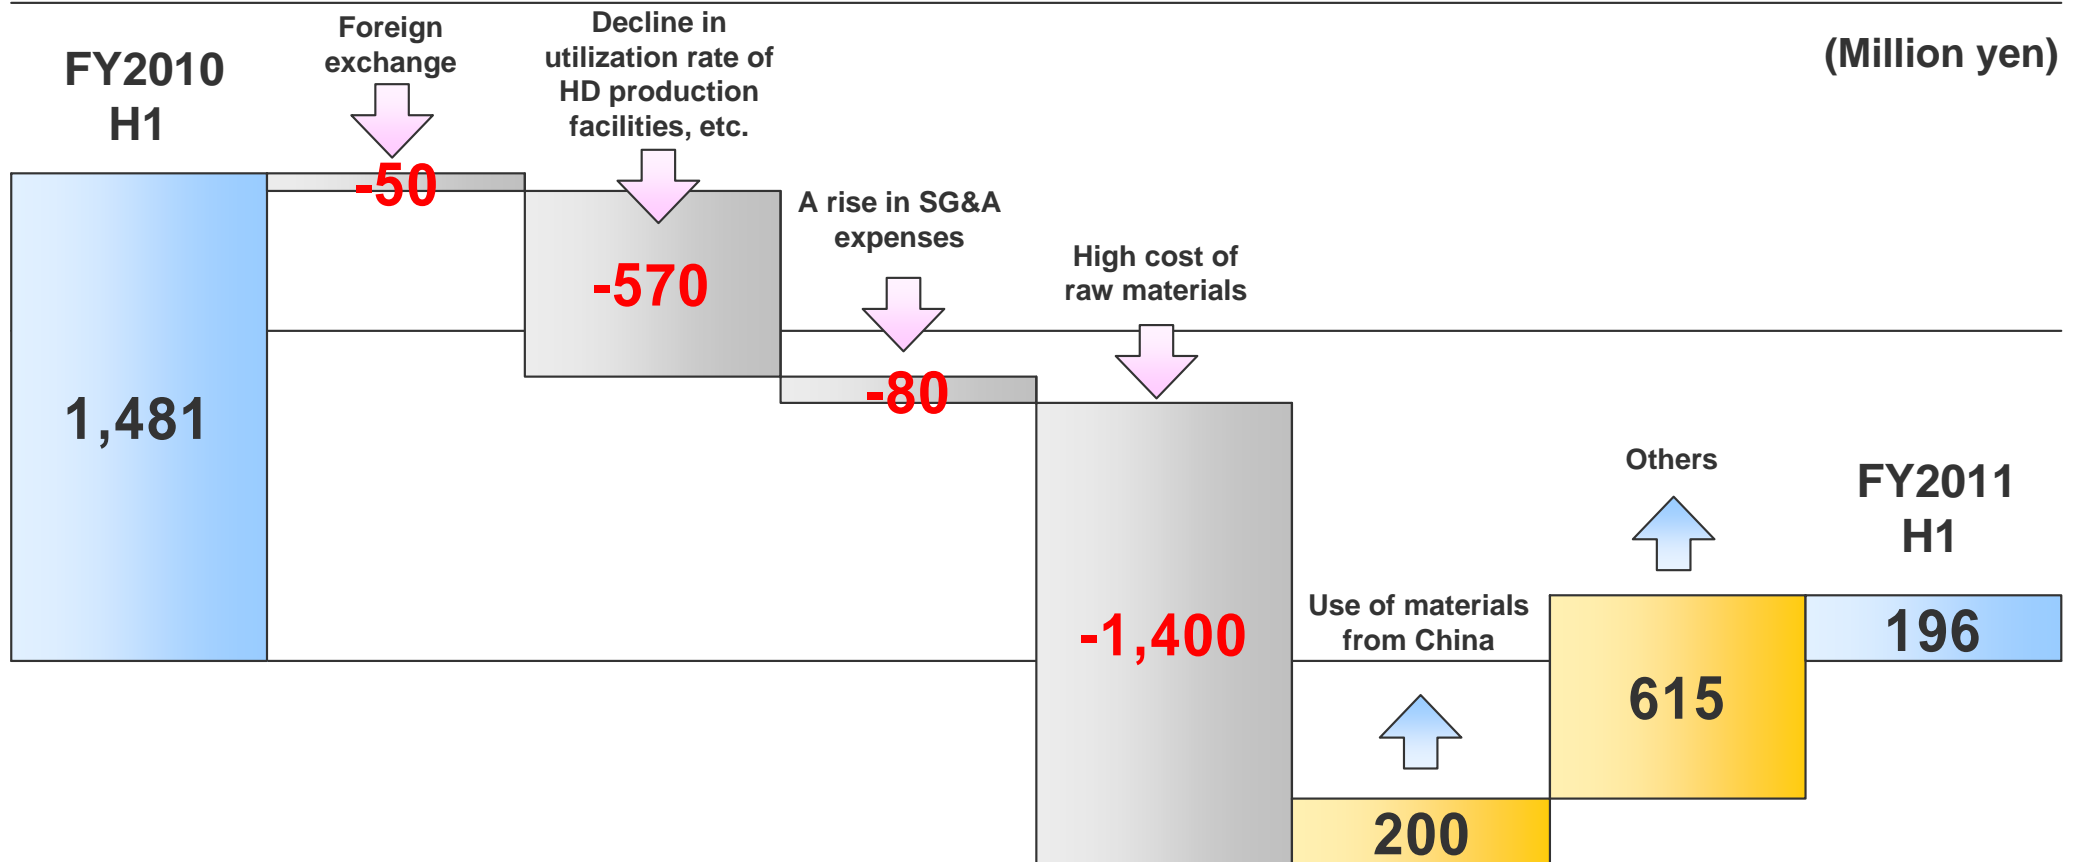 (Million yen)
FY2010
H1
1,481
Foreign
exchange
-50
Decline in
utilization rate of
HD production
facilities, etc.
-570
A rise in SG&A
expenses
-80
High cost of
raw materials
-1,400
Use of materials
from China
200
Others
615
FY2011
H1
196